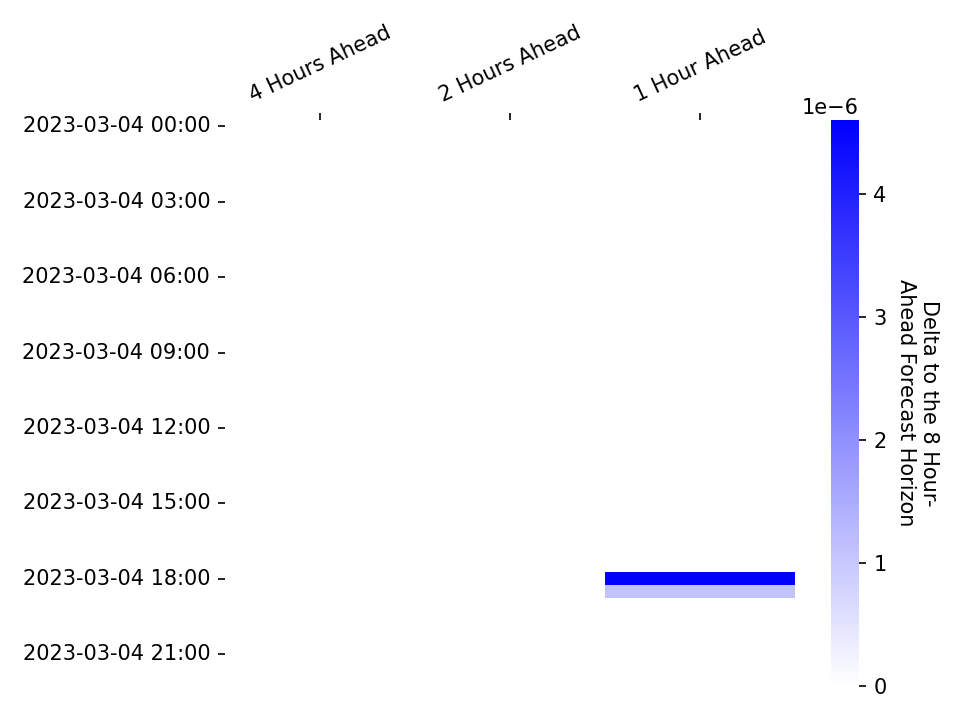 4 Hours Ahead
2 Hours Ahead
1 Hour Ahead
1e−6
2023-03-04 00:00
2023-03-04 03:00
2023-03-04 06:00
2023-03-04 09:00
2023-03-04 12:00
2023-03-04 15:00
2023-03-04 18:00
2023-03-04 21:00
4
3
2
1
0
Delta to the 8 Hour-
Ahead Forecast Horizon